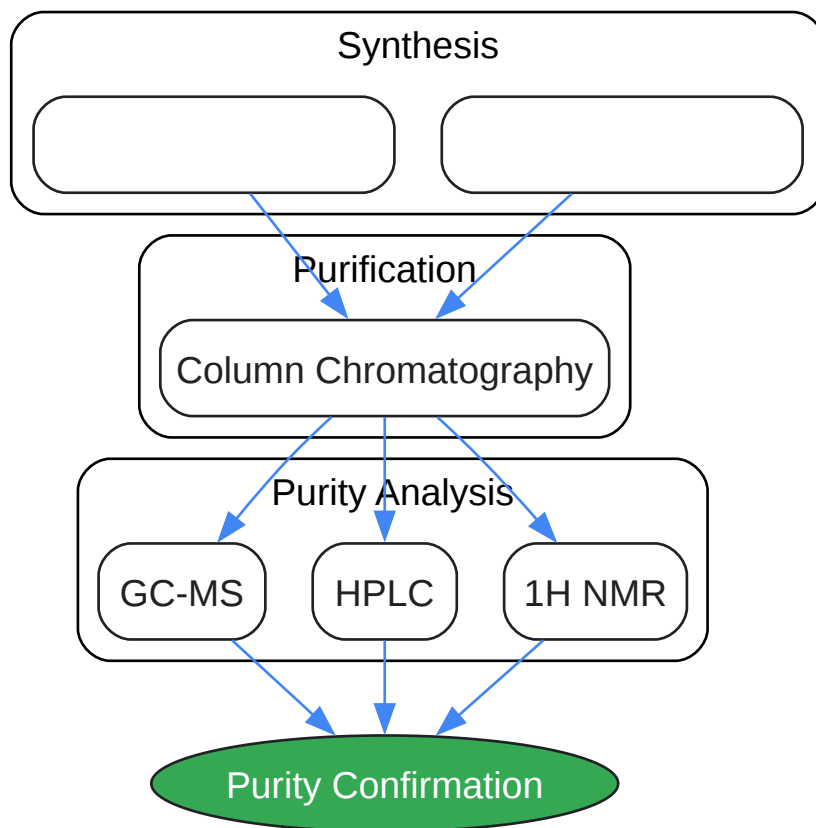 Synthesis
Purification
Column Chromatography
Purity Analysis
GC-MS
HPLC
1H NMR
Purity Confirmation